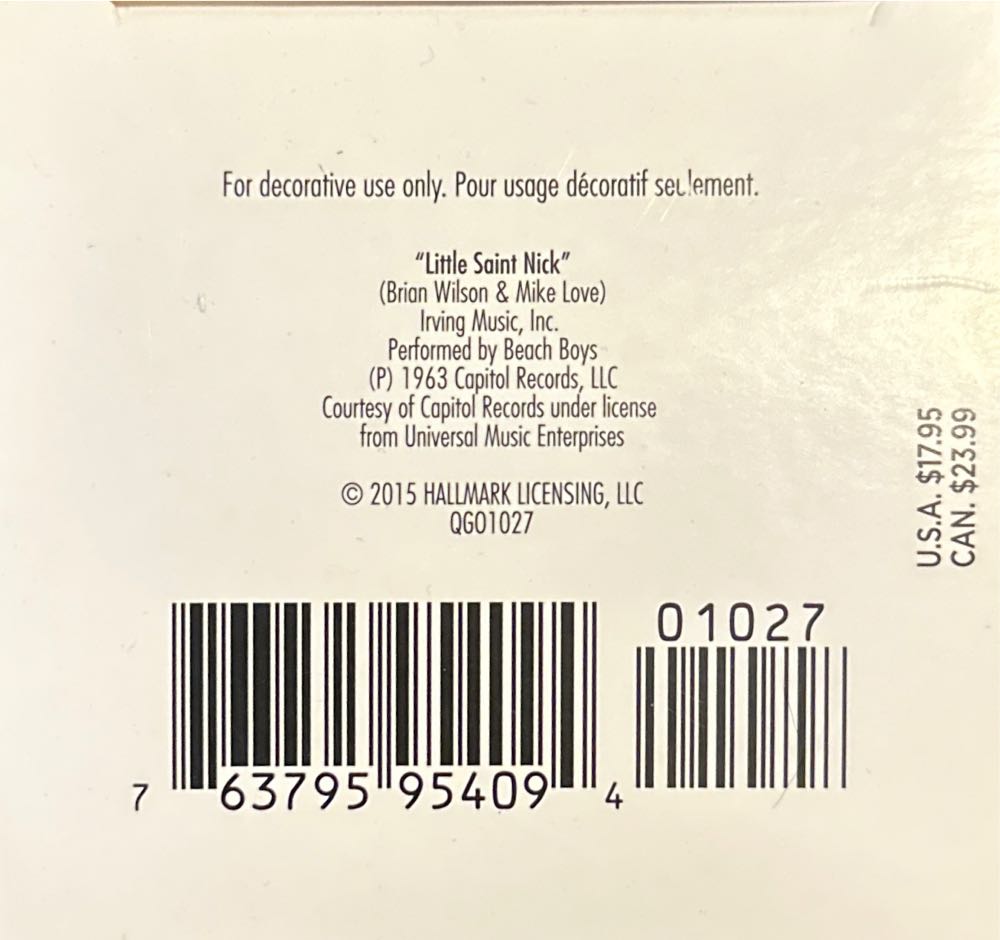 For decorative use only. Pour usage décoratif seulement.
“Little Saint Nick”
(Brian Wilson & Mike Love)
Irving Music, Inc.
Performed by Beach Boys
(P) 1963 Capitol Records, LLC
Courtesy of Capitol Records under license
from Universal Music Enterprises
© 2015 HALLMARK LICENSING, LLC
QGO1027
U.S.A. $17.95
CAN. $23.99
01027
7 63795 95409 4